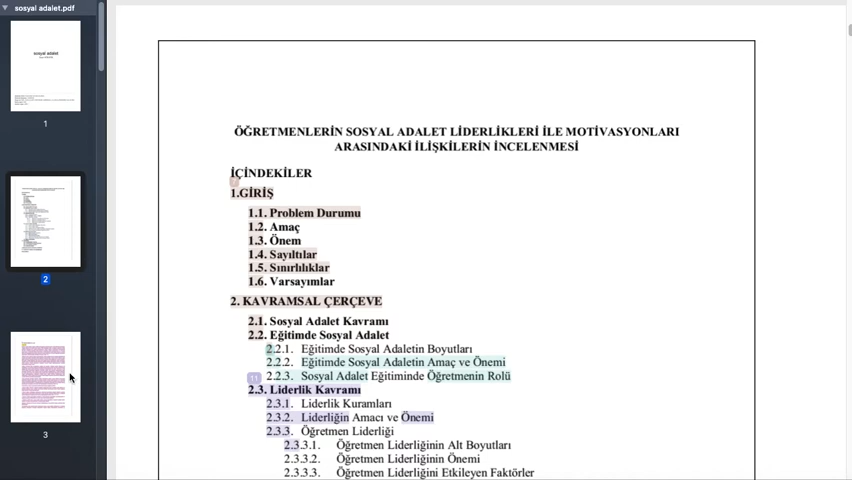 sosyal adalet.pdf
sosyal adalet
1
2
3
ÖĞRETMENLERİN SOSYAL ADALET LİDERLİKLERİ İLE MOTİVASYONLARI
ARASINDAKİ İLİŞKİLERİN İNCELENMESİ
İÇİNDEKİLER
1.GİRİŞ
1.1. Problem Durumu
1.2. Amaç
1.3. Önem
1.4. Sayıltılar
1.5. Sınırlılıklar
1.6. Varsayımlar
2. KAVRAMSAL ÇERÇEVE
2.1. Sosyal Adalet Kavramı
2.2. Eğitimde Sosyal Adalet
2.2.1. Eğitimde Sosyal Adaletin Boyutları
2.2.2. Eğitimde Sosyal Adaletin Amaç ve Önemi
2.2.3. Sosyal Adalet Eğitiminde Öğretmenin Rolü
11
2.3. Liderlik Kavramı
2.3.1. Liderlik Kuramları
2.3.2. Liderliğin Amacı ve Önemi
2.3.3. Öğretmen Liderliği
2.3.3.1. Öğretmen Liderliğinin Alt Boyutları
2.3.3.2. Öğretmen Liderliğinin Önemi
2.3.3.3. Öğretmen Liderliğini Etkileyen Faktörler